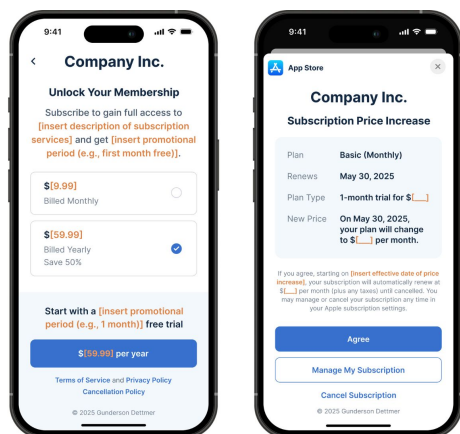 9:41
Company Inc.
Unlock Your Membership
Subscribe to gain full access to
[insert description of subscription
services] and get [insert promotional
period (e.g., first month free)].
$[9.99]
Billed Monthly
$[59.99]
Billed Yearly
Save 50%
Start with a [insert promotional
period (e.g., 1 month)] free trial
$[59.99] per year
Terms of Service and Privacy Policy
Cancellation Policy
© 2025 Gunderson Dettmer
9:41
App Store
Company Inc.
Subscription Price Increase
Plan Basic (Monthly)
Renews May 30, 2025
Plan Type 1-month trial for $[__]
New Price On May 30, 2025,
your plan will change
to $[__] per month.
If you agree, starting on [insert effective date of price
increase], your subscription will automatically renew at
$[__] per month (plus any taxes) until cancelled. You
may manage or cancel your subscription any time in
your Apple subscription settings.
Agree
Manage My Subscription
Cancel Subscription
© 2025 Gunderson Dettmer